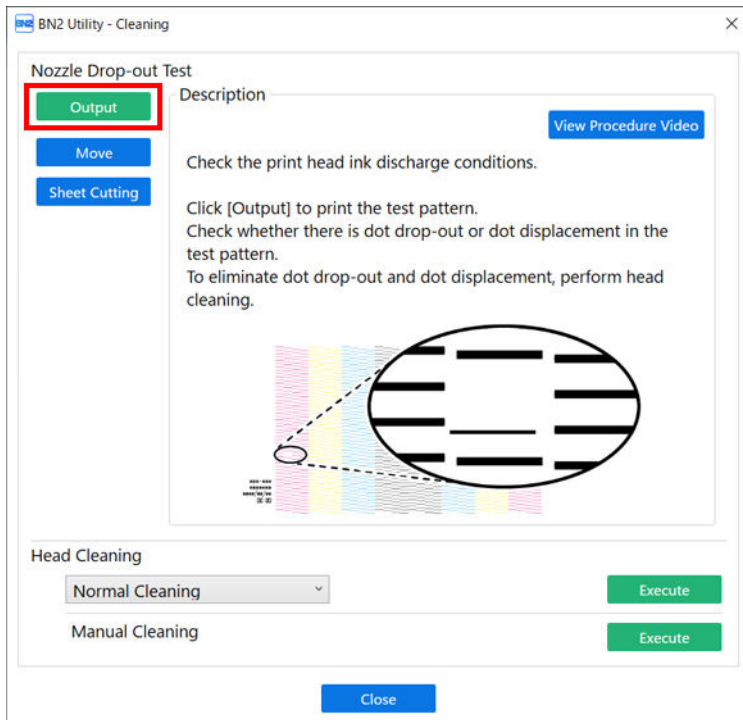 BN2 Utility - Cleaning
Nozzle Drop-out Test
Output
Description
View Procedure Video
Move
Check the print head ink discharge conditions.
Sheet Cutting
Click [Output] to print the test pattern.
Check whether there is dot drop-out or dot displacement in the
test pattern.
To eliminate dot drop-out and dot displacement, perform head
cleaning.
Head Cleaning
Normal Cleaning
Execute
Manual Cleaning
Execute
Close